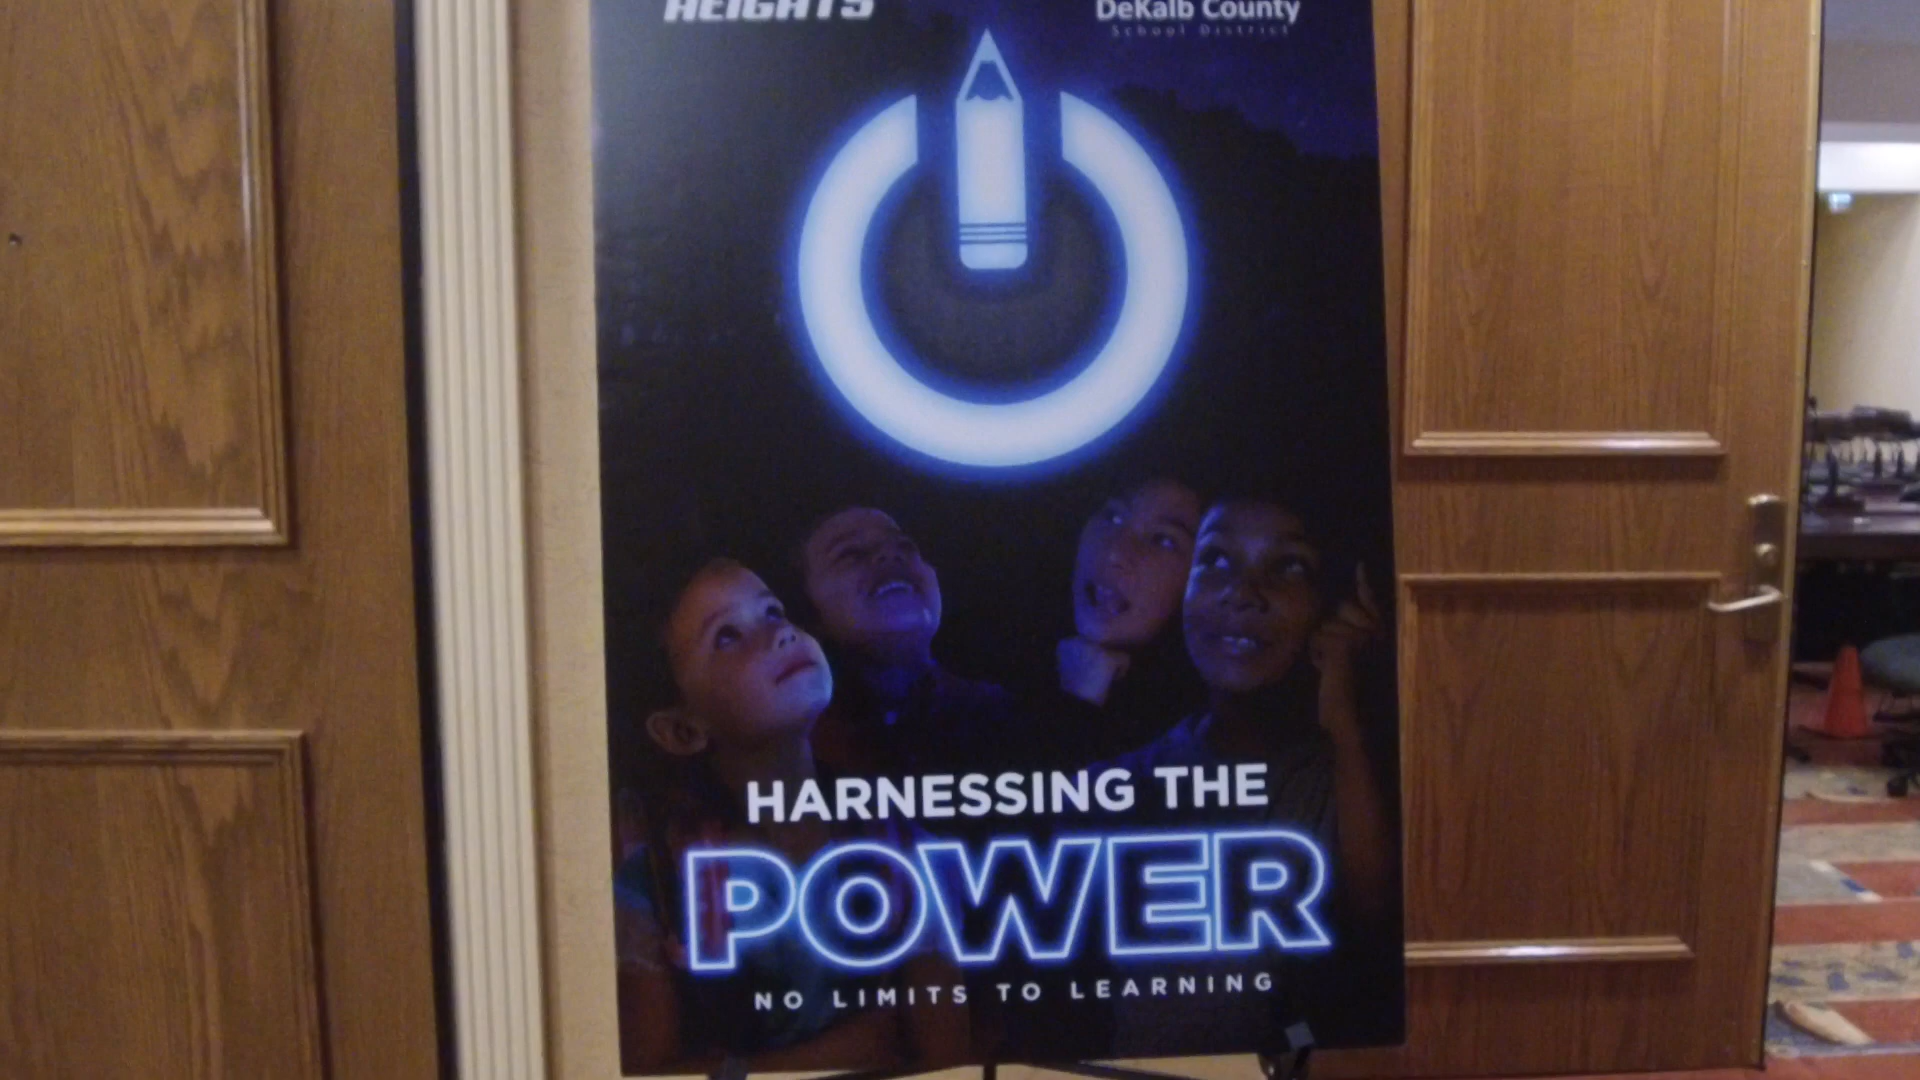 HEIGHTS
DeKalb County
School District
HARNESSING THE
POWER
NO LIMITS TO LEARNING